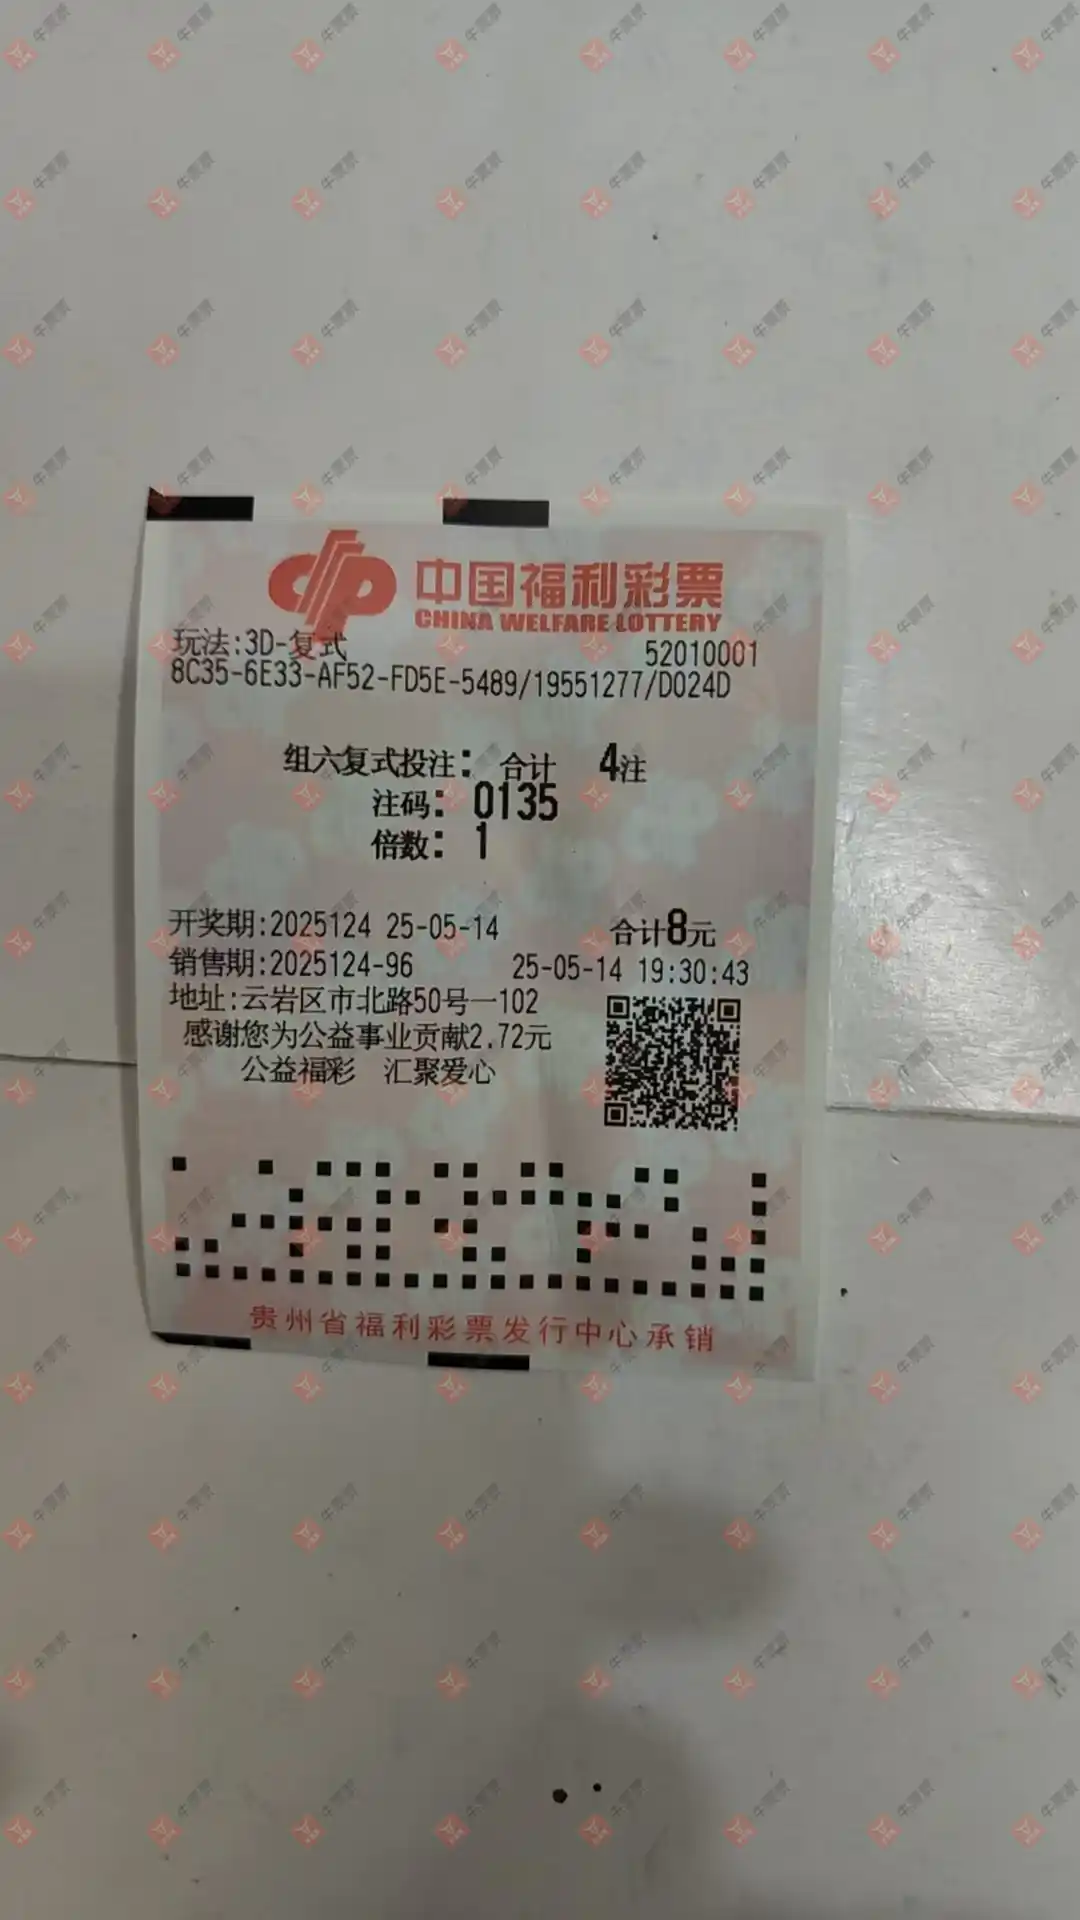 中国福利彩票
CHINA WELFARE LOTTERY
玩法:3D-复式 52010001
8C35-6E33-AF52-FD5E-5489/19551277/D024D
组六复式投注: 合计 4注
注码: 0135
倍数: 1
开奖期:2025124 25-05-14 合计8元
销售期:2025124-96 25-05-14 19:30:43
地址:云岩区市北路50号一102
感谢您为公益事业贡献2.72元
公益福彩 汇聚爱心
贵州省福利彩票发行中心承销